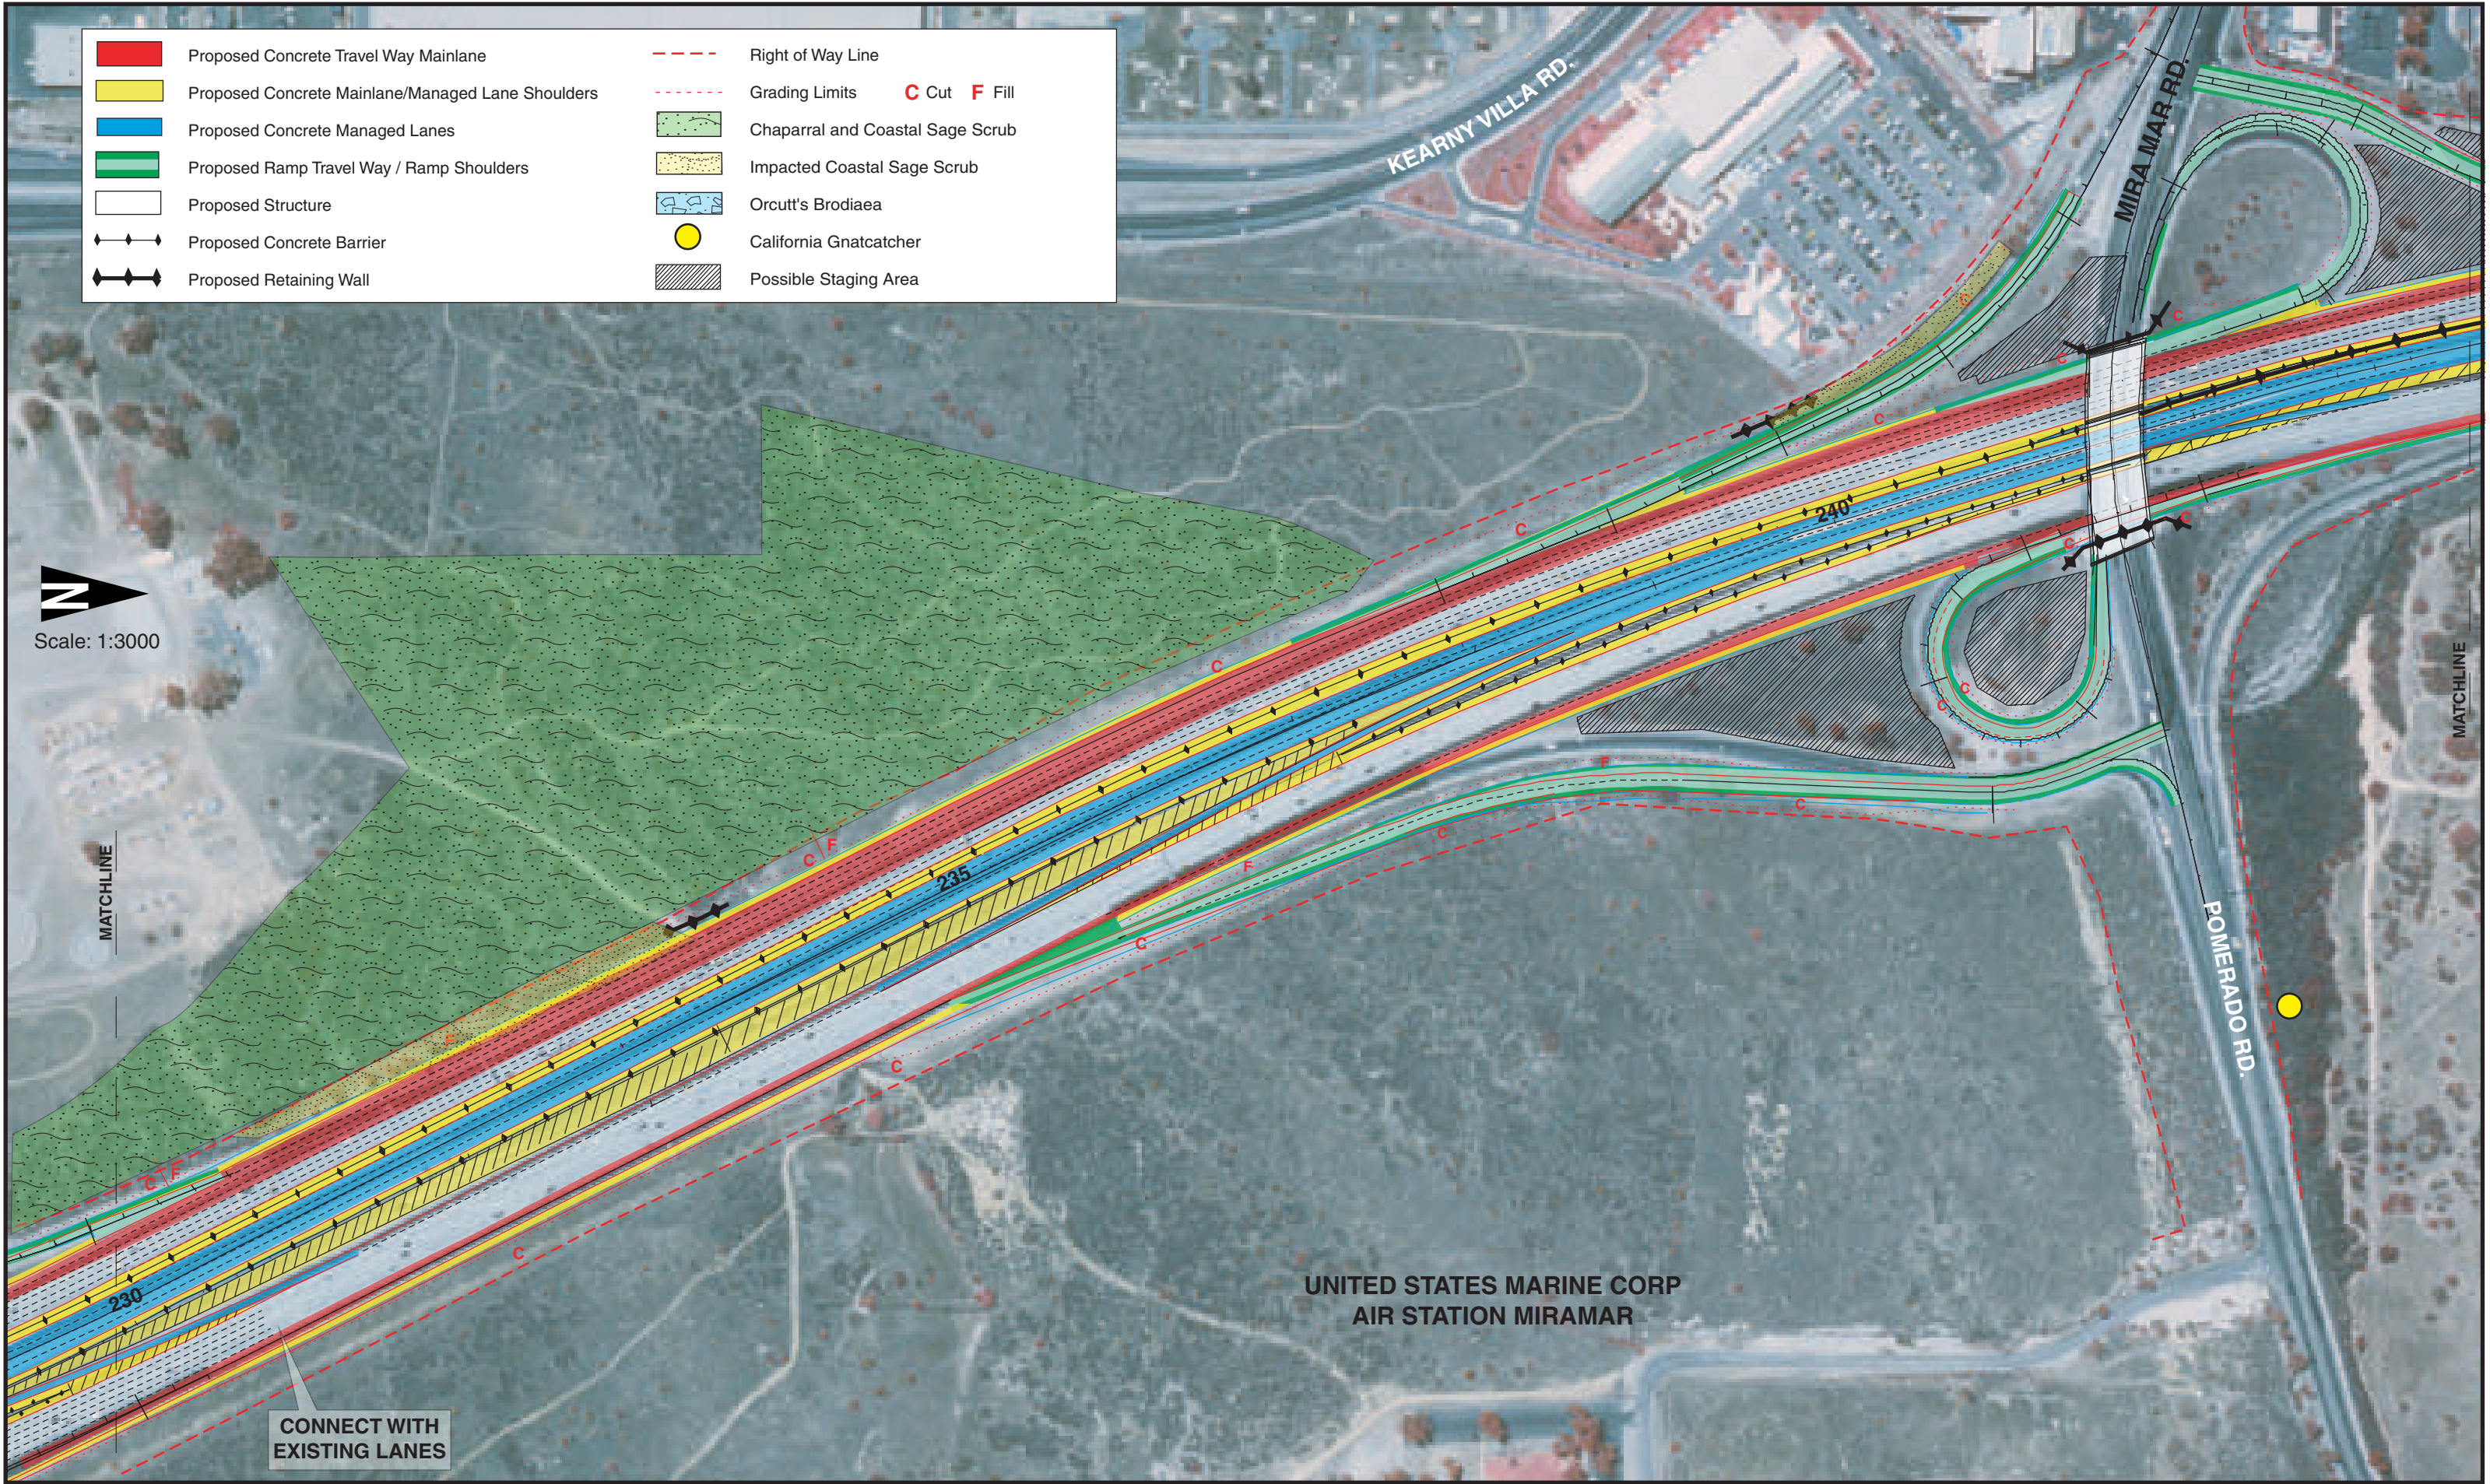 Proposed Concrete Travel Way Mainlane
Proposed Concrete Mainlane/Managed Lane Shoulders
Proposed Concrete Managed Lanes
Proposed Ramp Travel Way / Ramp Shoulders
Proposed Structure
Proposed Concrete Barrier
Proposed Retaining Wall
Right of Way Line
Grading Limits C Cut F Fill
Chaparral and Coastal Sage Scrub
Impacted Coastal Sage Scrub
Orcutt's Brodiaea
California Gnatcatcher
Possible Staging Area
KEARNY VILLA RD.
MIRA MAR RD.
C
C
C
C
C
240
C
C
N
Scale: 1:3000
C
C
C
MATCHLINE
F
C
C
F
C
F
235
MATCHLINE
C
POMERADO RD.
F
C
C
F
C
230
UNITED STATES MARINE CORP
AIR STATION MIRAMAR
CONNECT WITH
EXISTING LANES